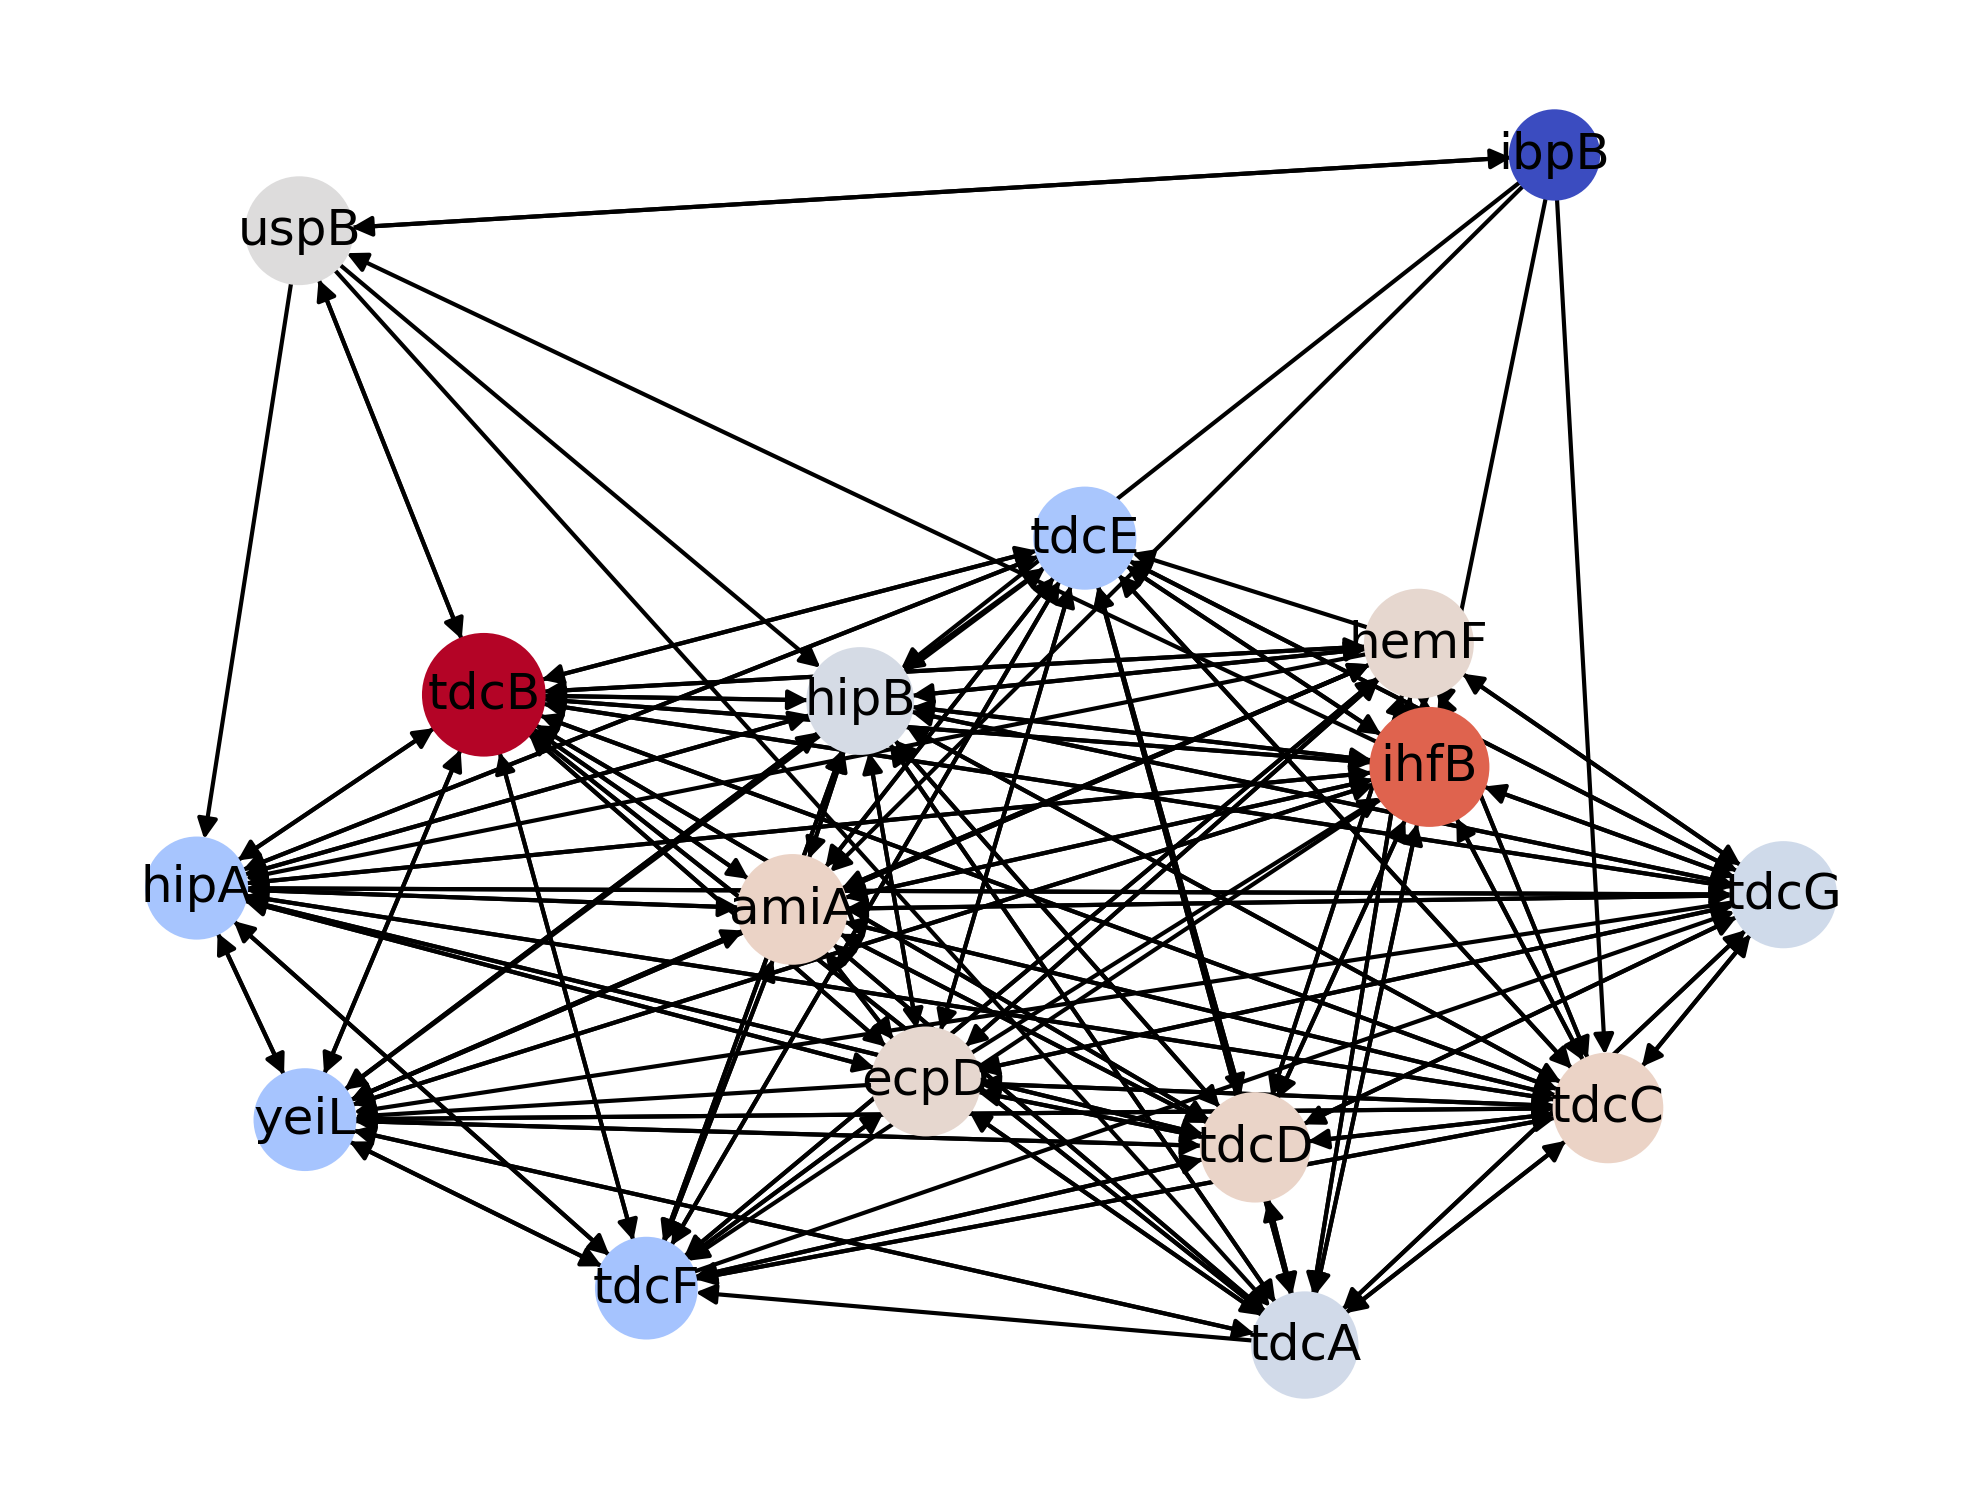 ibpB
uspB
tdcE
hemF
tdcB
hipB
ihfB
hipA
tdcG
amiA
ecpD
tdcC
yeiL
tdcD
tdcF
tdcA